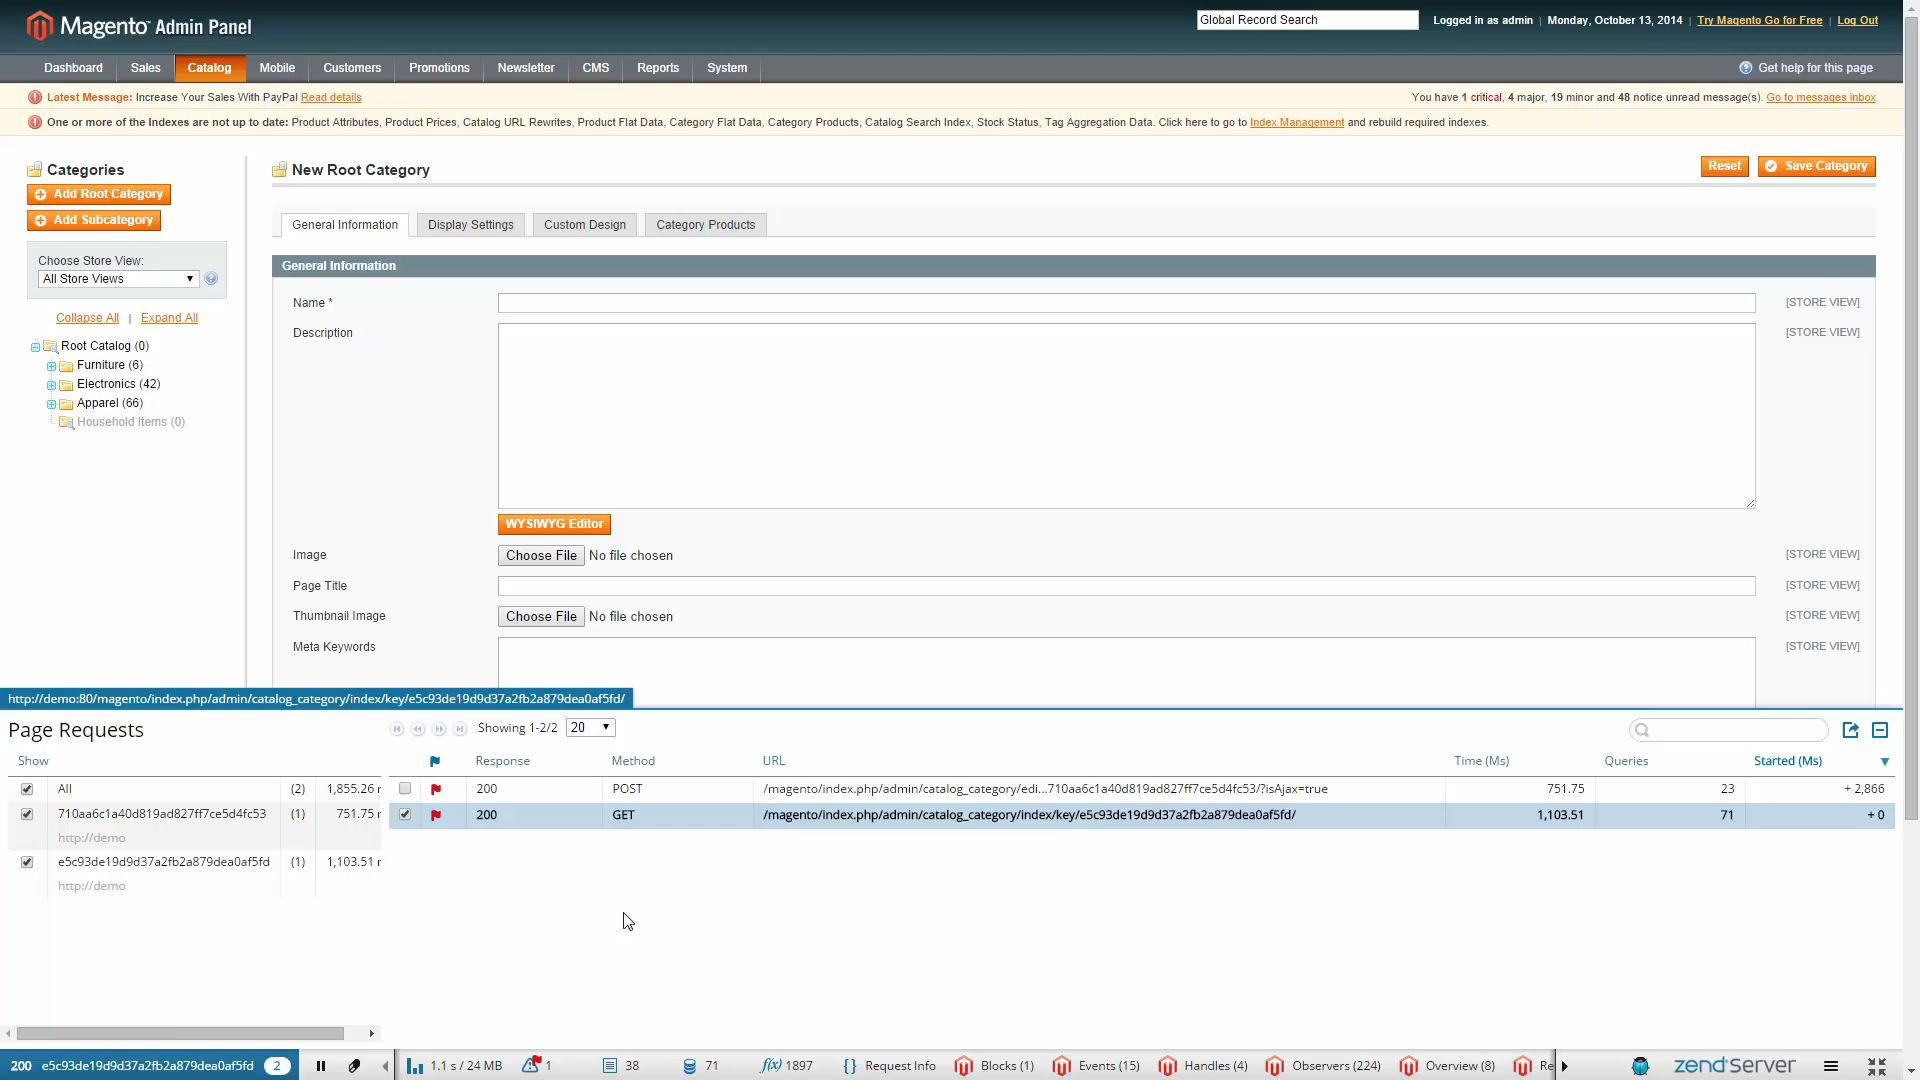 Magento Admin Panel
Global Record Search
Logged in as admin | Monday, October 13, 2014 | Try Magento Go for Free | Log Out
Dashboard Sales Catalog Mobile Customers Promotions Newsletter CMS Reports System
Get help for this page
Latest Message: Increase Your Sales With PayPal Read details
You have 1 critical, 4 major, 19 minor and 48 notice unread message(s). Go to messages inbox
One or more of the Indexes are not up to date: Product Attributes, Product Prices, Catalog URL Rewrites, Product Flat Data, Category Flat Data, Category Products, Catalog Search Index, Stock Status, Tag Aggregation Data. Click here to go to Index Management and rebuild required indexes.
Categories
Add Root Category
Add Subcategory
Choose Store View:
All Store Views
Collapse All | Expand All
Root Catalog (0)
Furniture (6)
Electronics (42)
Apparel (66)
Household Items (0)
New Root Category
Reset
Save Category
General Information Display Settings Custom Design Category Products
General Information
Name * [STORE VIEW]
Description [STORE VIEW]
WYSIWYG Editor
Image Choose File No file chosen [STORE VIEW]
Page Title [STORE VIEW]
Thumbnail Image Choose File No file chosen [STORE VIEW]
Meta Keywords [STORE VIEW]
http://demo:80/magento/index.php/admin/catalog_category/index/key/e5c93de19d9d37a2fb2a879dea0af5fd/
Page Requests
Showing 1-2/2 20
Show
All (2) 1,855.26 m
710aa6c1a40d819ad827ff7ce5d4fc53 (1) 751.75 m
http://demo
e5c93de19d9d37a2fb2a879dea0af5fd (1) 1,103.51 m
http://demo
Response Method URL Time (Ms) Queries Started (Ms)
200 POST /magento/index.php/admin/catalog_category/edi...710aa6c1a40d819ad827ff7ce5d4fc53/?isAjax=true 751.75 23 + 2,866
200 GET /magento/index.php/admin/catalog_category/index/key/e5c93de19d9d37a2fb2a879dea0af5fd/ 1,103.51 71 + 0
200 e5c93de19d9d37a2fb2a879dea0af5fd 2 1.1 s / 24 MB 1 38 71 f(x) 1897 {} Request Info Blocks (1) Events (15) Handles (4) Observers (224) Overview (8) Re zendServer